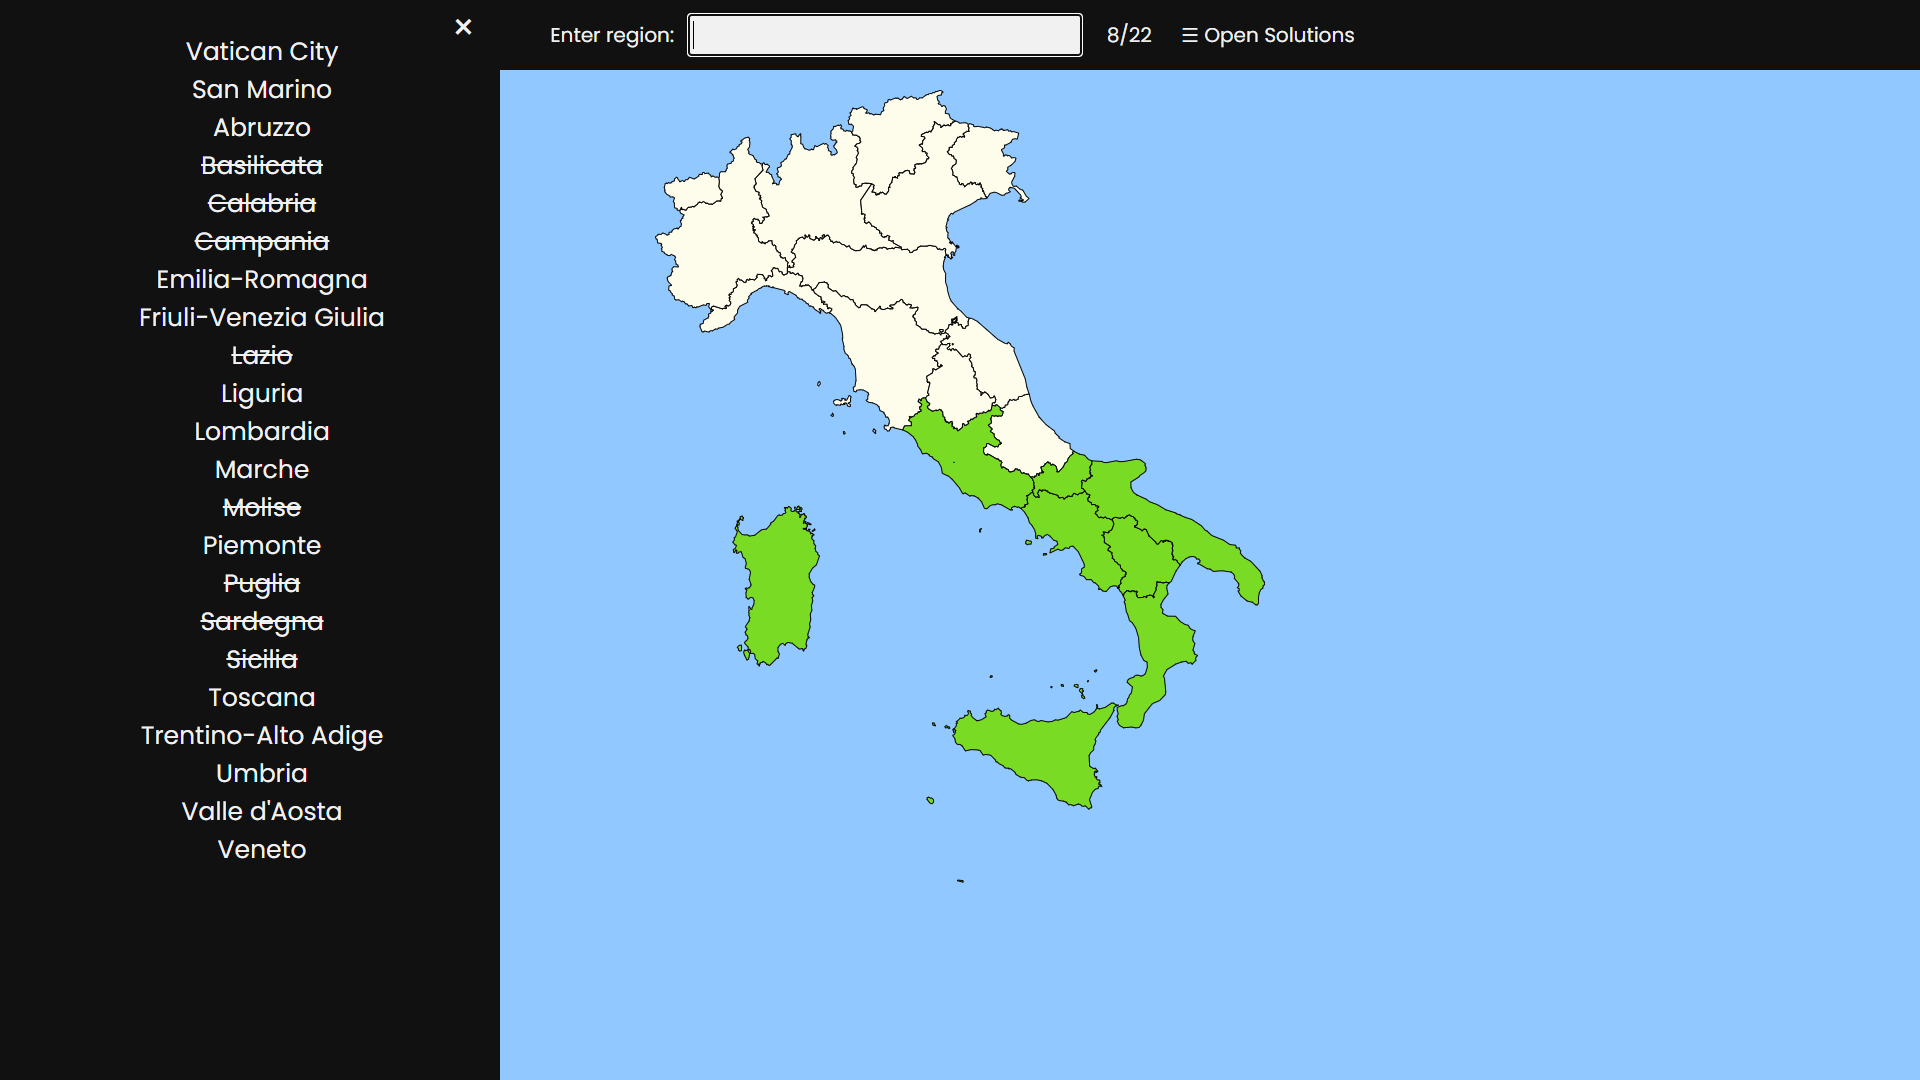 ×
Vatican City
San Marino
Abruzzo
Basilicata
Calabria
Campania
Emilia-Romagna
Friuli-Venezia Giulia
Lazio
Liguria
Lombardia
Marche
Molise
Piemonte
Puglia
Sardegna
Sicilia
Toscana
Trentino-Alto Adige
Umbria
Valle d'Aosta
Veneto
Enter region: 8/22 ☰ Open Solutions